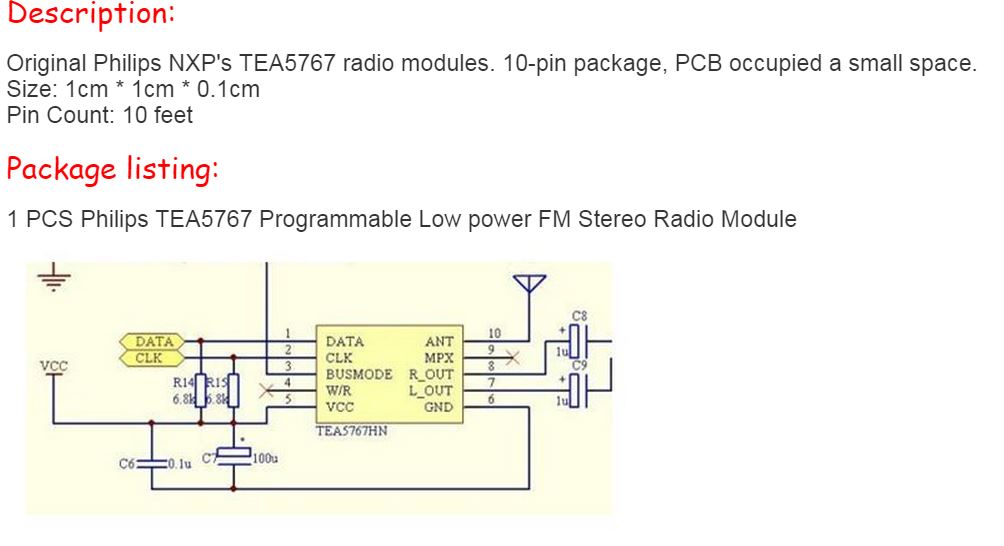 Description:
Original Philips NXP's TEA5767 radio modules. 10-pin package, PCB occupied a small space.
Size: 1cm * 1cm * 0.1cm
Pin Count: 10 feet
Package listing:
1 PCS Philips TEA5767 Programmable Low power FM Stereo Radio Module
C8
+
1u
DATA
CLK
1
2
3
4
5
DATA
CLK
BUSMODE
W/R
VCC
ANT
MPX
R_OUT
L_OUT
GND
10
9
8
7
6
C9
+
1u
VCC
R14
6.8k
R15
6.8k
TEA5767HN
C6
0.1u
C7
100u